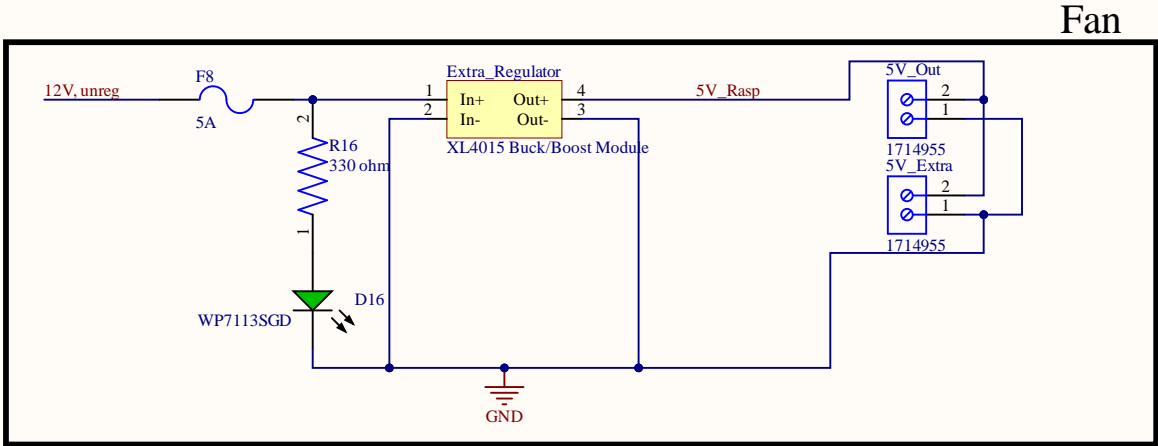 Fan
F8
12V, unreg
5A
Extra_Regulator
1
2
In+
In-
Out+
Out-
4
3
XL4015 Buck/Boost Module
5V_Rasp
5V_Out
2
1
1714955
5V_Extra
2
1
1714955
2
R16
330 ohm
1
D16
WP7113SGD
GND